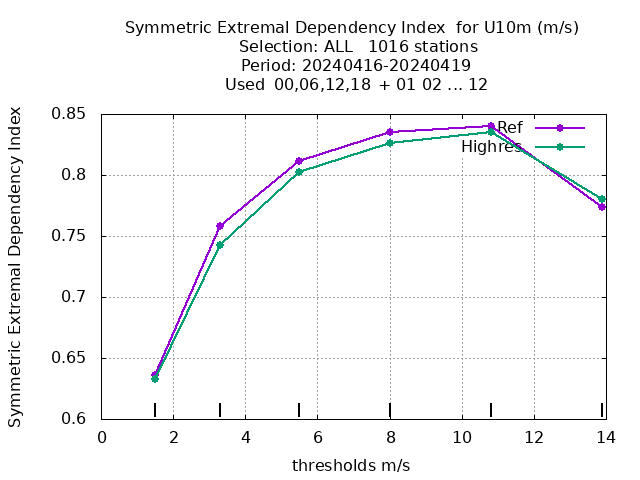 Symmetric Extremal Dependency Index for U10m (m/s)
Selection: ALL 1016 stations
Period: 20240416-20240419
Used 00,06,12,18 + 01 02 ... 12
Symmetric Extremal Dependency Index
0.85
0.8
0.75
0.7
0.65
0.6
Ref
Highres
0 2 4 6 8 10 12 14
thresholds m/s